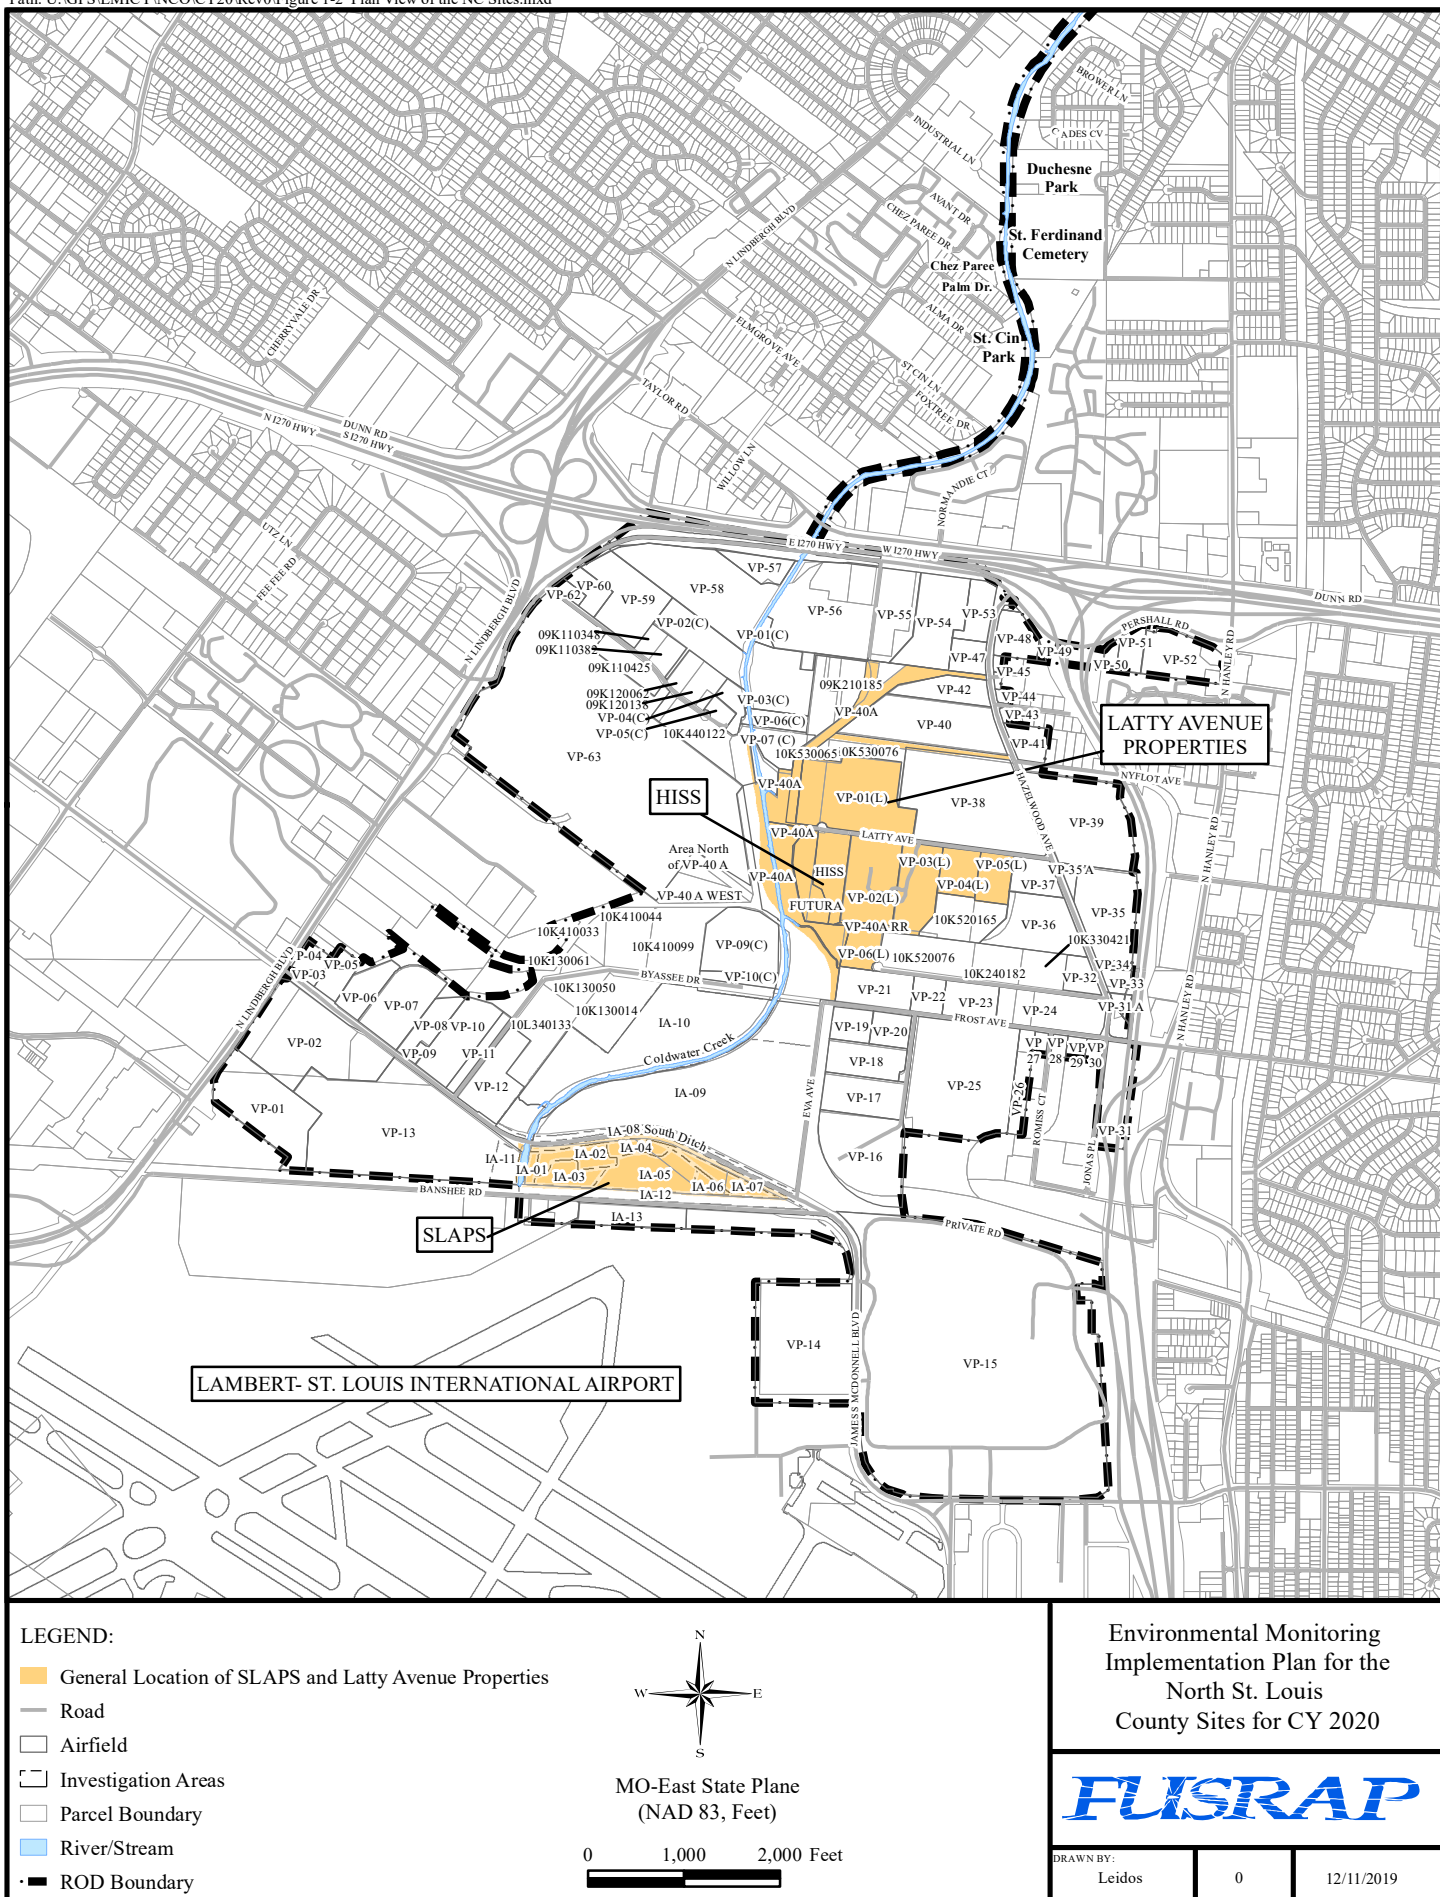 BROWER LN
INDUSTRIAL LN
Duchesne
Park
AVANT DR
CHEZ PAREE DR
N LINDBERGH BLVD
St. Ferdinand
Cemetery
Chez Paree
Palm Dr.
CHERRYVALE DR
ELMGROVE AVE
ALMA DR
St. Cin
Park
ST CIN LN
TAYLOR RD
FOXTREE DR
N I270 HWY
DUNN RD
S I270 HWY
WILLOW LN
NORMANDIE CT
UTZ LN
FEE FEE RD
E I270 HWY
W I270 HWY
N LINDBERGH BLVD
DUNN RD
VP-57
VP-60
VP-62
VP-58
VP-59
VP-56
VP-55
VP-54
VP-53
PERSHALL RD
VP-02(C)
VP-01(C)
VP-48
VP-49
VP-51
VP-52
VP-50
N HANLEY RD
09K110348
09K110382
09K110425
VP-47
VP-45
09K120062
09K120138
VP-04(C)
VP-05(C)
10K440122
VP-03(C)
VP-06(C)
VP-07 (C)
09K210185
VP-40A
VP-42
VP-44
VP-43
VP-40
VP-41
LATTY AVENUE
PROPERTIES
VP-63
10K530065
10K530076
VP-40A
VP-01(L)
VP-38
NYFLOT AVE
HAZELWOOD AVE
VP-39
HISS
VP-40A
LATTY AVE
N HANLEY RD
Area North
of VP-40 A
VP-40A
HISS
VP-03(L)
VP-05(L)
VP-35A
VP-04(L)
VP-37
VP-40 A WEST
FUTURA
VP-02(L)
10K410044
10K410033
VP-35
10K520165
VP-36
VP-40A RR
10K410099
VP-09(C)
10K330421
10K130061
VP-06(L)
10K520076
VP-04
VP-05
VP-03
VP-34
10K240182
VP-32
VP-33
BYASSEE DR
VP-10(C)
10K130050
VP-06
VP-07
VP-21
VP-22
VP-23
VP-24
VP-31 A
10K130014
FROST AVE
N LINDBERGH BLVD
VP-08
VP-10
10L340133
IA-10
VP-19
VP-20
N HANLEY RD
VP-02
VP-09
VP-11
Coldwater Creek
VP
27
VP
28
VP
29
VP
30
VP-18
VP-12
VP-25
VP-26
IA-09
VP-17
EVA AVE
VP-01
VP-13
ROMISS CT
VP-31
IA-08 South Ditch
IA-11
IA-02
IA-04
VP-16
JONAS PL
IA-01
IA-03
IA-05
IA-06
IA-07
BANSHEE RD
IA-12
IA-13
SLAPS
PRIVATE RD
VP-14
VP-15
JAMES S MCDONNELL BLVD
LAMBERT- ST. LOUIS INTERNATIONAL AIRPORT
LEGEND:
General Location of SLAPS and Latty Avenue Properties
Road
Airfield
Investigation Areas
Parcel Boundary
River/Stream
ROD Boundary
N
W
E
S
MO-East State Plane
(NAD 83, Feet)
0 1,000 2,000 Feet
Environmental Monitoring
Implementation Plan for the
North St. Louis
County Sites for CY 2020
FUSRAP
DRAWN BY:
Leidos
0
12/11/2019